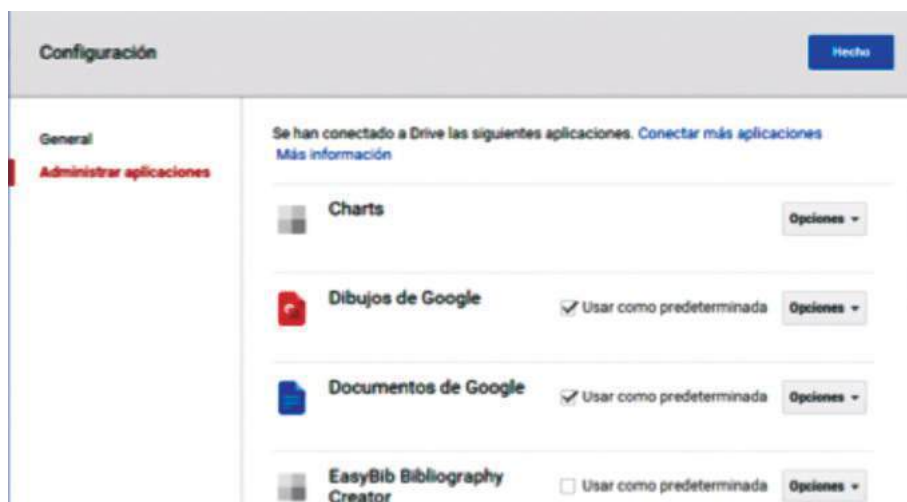 Configuración
Hecho
General
Administrar aplicaciones
Se han conectado a Drive las siguientes aplicaciones. Conectar más aplicaciones
Más información
Charts
Opciones
Dibujos de Google
Usar como predeterminada
Opciones
Documentos de Google
Usar como predeterminada
Opciones
EasyBib Bibliography
Creator
Usar como predeterminada
Opciones